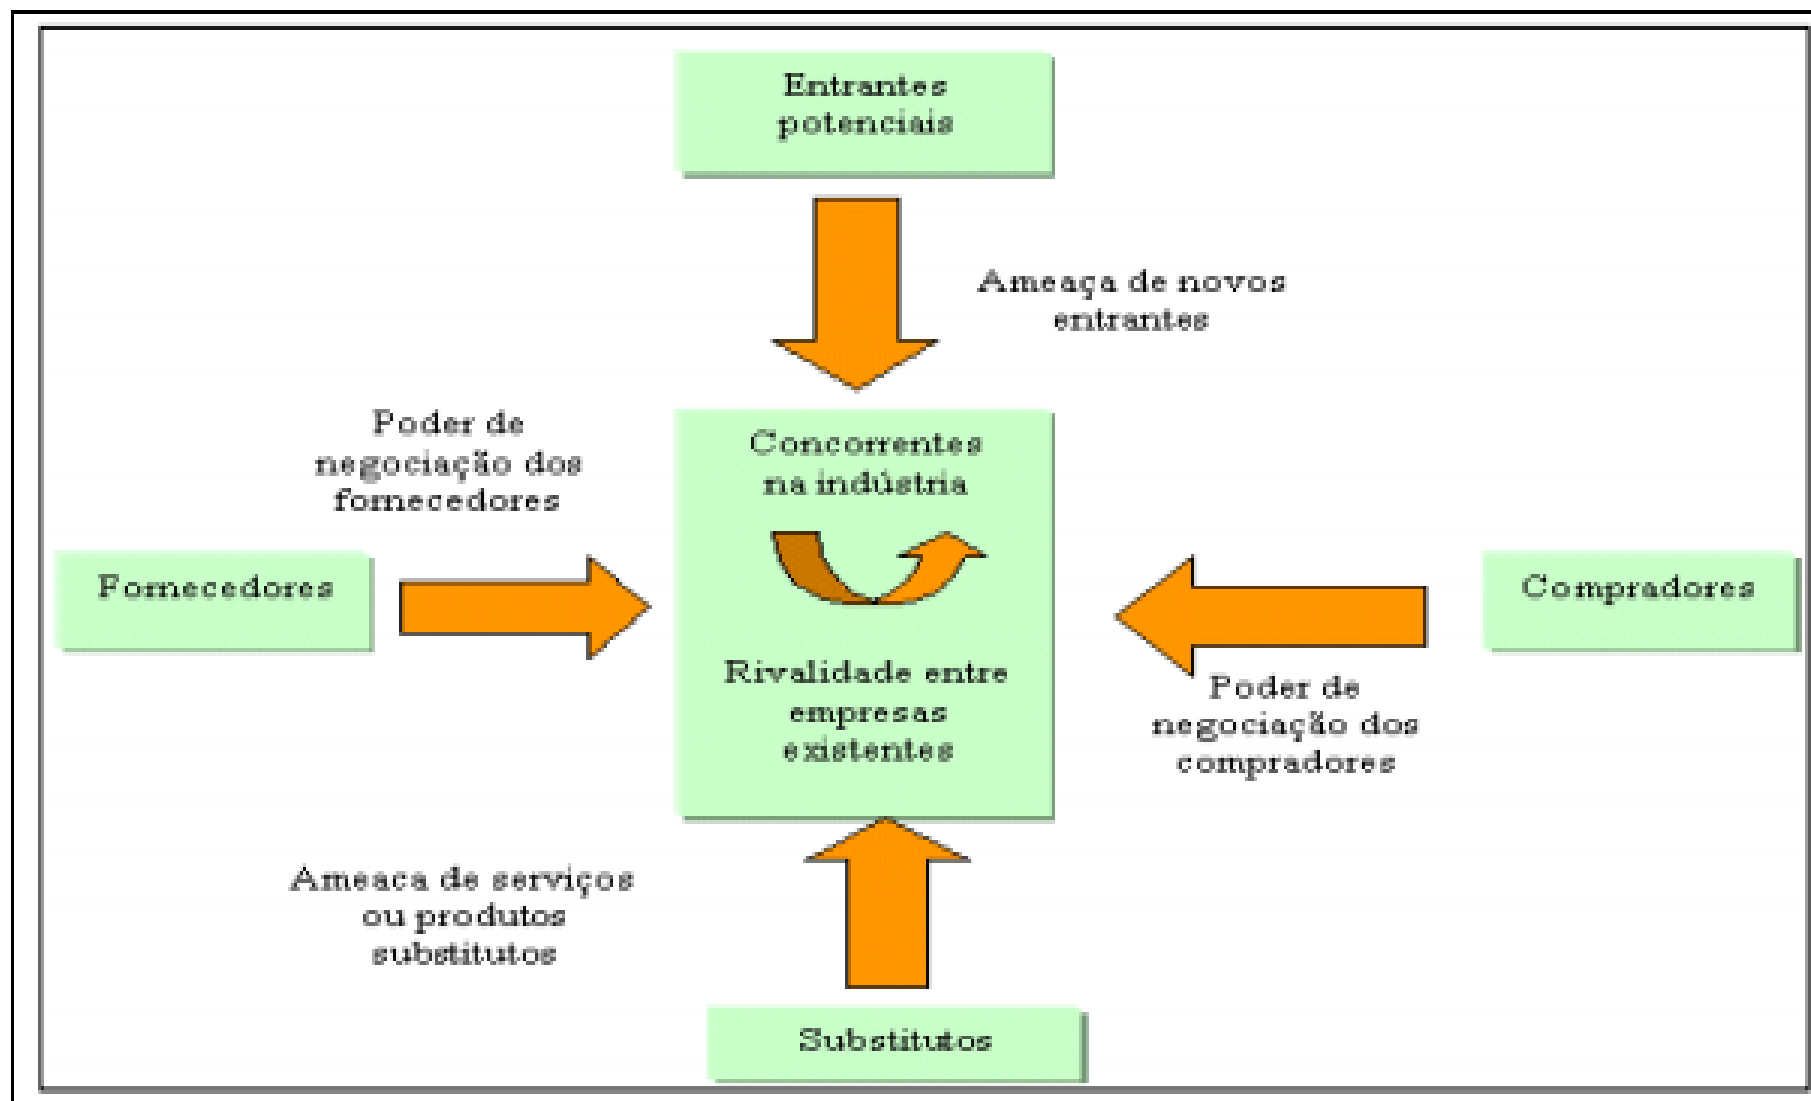 Entrantes
potenciais
Ameaça de novos
entrantes
Poder de
negociação dos
fornecedores
Concorrentes
na indústria
Fornecedores
Compradores
Rivalidade entre
empresas
existentes
Poder de
negociação dos
compradores
Ameaca de serviços
ou produtos
substitutos
Substitutos